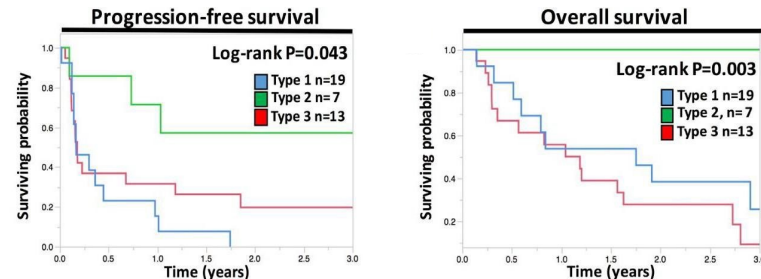 Progression-free survival
Log-rank P=0.043
Type 1 n=19
Type 2 n= 7
Type 3 n=13
Surviving probability
1.0
0.8
0.6
0.4
0.2
0.0
0.0 0.5 1.0 1.5 2.0 2.5 3.0
Time (years)
Overall survival
Log-rank P=0.003
Type 1 n=19
Type 2, n= 7
Type 3 n=13
Surviving probability
1.0
0.8
0.6
0.4
0.2
0.0 0.5 1.0 1.5 2.0 2.5 3.0
Time (years)